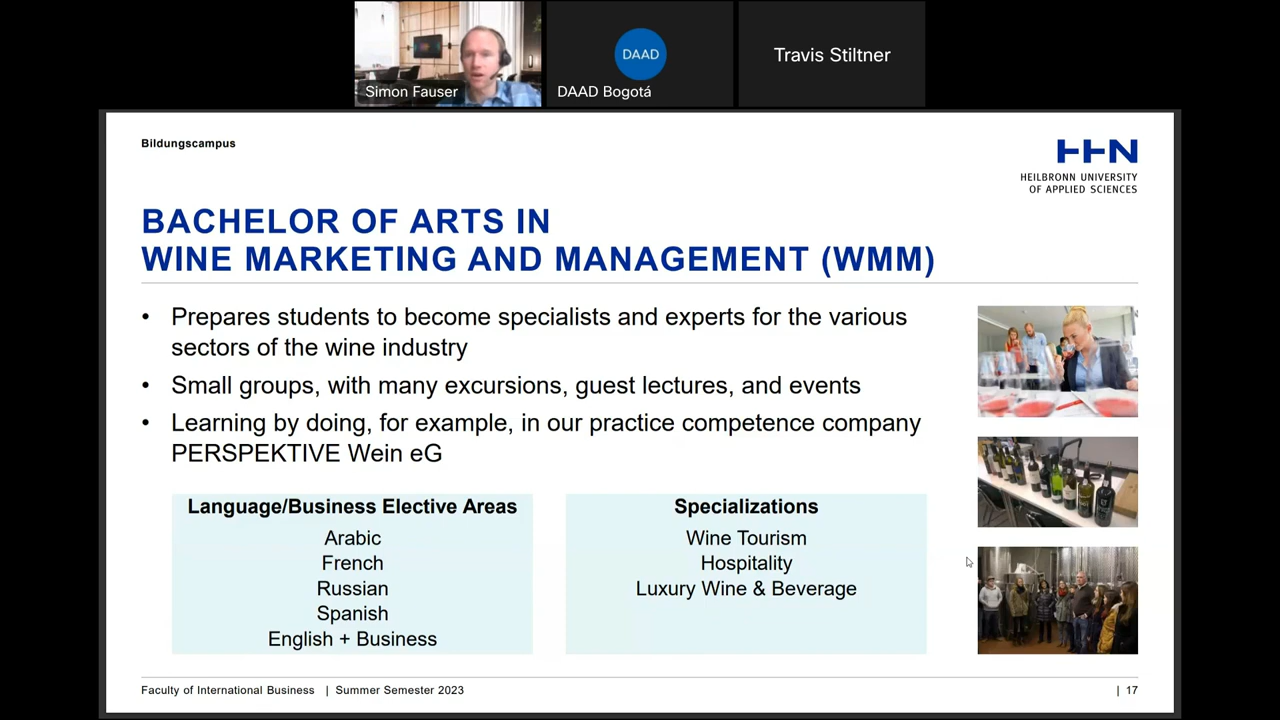 Simon Fauser
DAAD
DAAD Bogotá
Travis Stiltner
Bildungscampus
HHN
HEILBRONN UNIVERSITY
OF APPLIED SCIENCES
BACHELOR OF ARTS IN
WINE MARKETING AND MANAGEMENT (WMM)
• Prepares students to become specialists and experts for the various
sectors of the wine industry
• Small groups, with many excursions, guest lectures, and events
• Learning by doing, for example, in our practice competence company
PERSPEKTIVE Wein eG
Language/Business Elective Areas
Arabic
French
Russian
Spanish
English + Business
Specializations
Wine Tourism
Hospitality
Luxury Wine & Beverage
Faculty of International Business | Summer Semester 2023
| 17